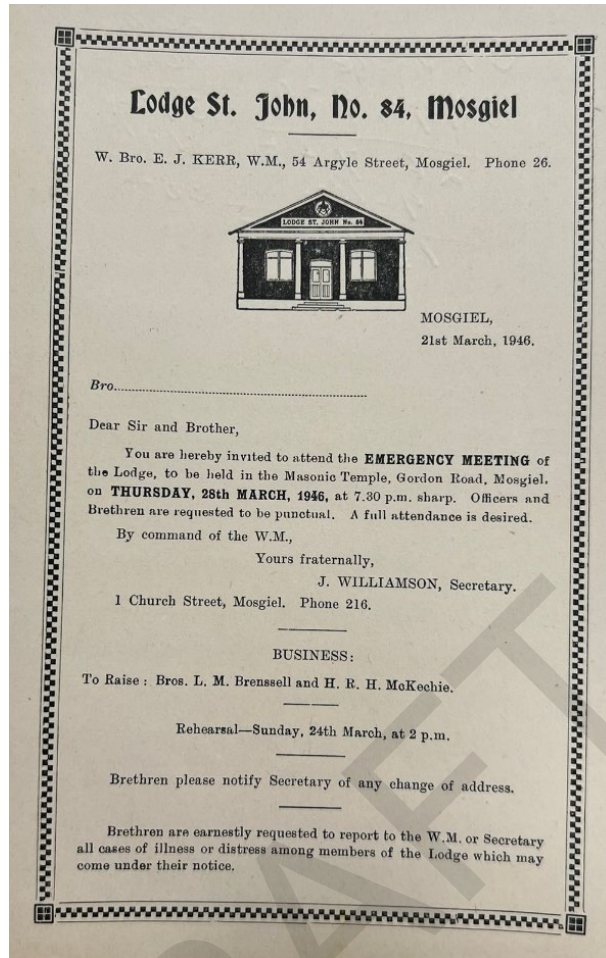 Lodge St. John, No. 84, Mosgiel
W. Bro. E. J. KERR, W.M., 54 Argyle Street, Mosgiel. Phone 26.
LODGE ST. JOHN No. 84
MOSGIEL,
21st March, 1946.
Bro.
Dear Sir and Brother,
You are hereby invited to attend the EMERGENCY MEETING of
the Lodge, to be held in the Masonic Temple, Gordon Road, Mosgiel.
on THURSDAY, 28th MARCH, 1946, at 7.30 p.m. sharp. Officers and
Brethren are requested to be punctual. A full attendance is desired.
By command of the W.M.,
Yours fraternally,
J. WILLIAMSON, Secretary.
1 Church Street, Mosgiel. Phone 216.
BUSINESS:
To Raise : Bros. L. M. Brenssell and H. R. H. McKechie.
Rehearsal—Sunday, 24th March, at 2 p.m.
Brethren please notify Secretary of any change of address.
Brethren are earnestly requested to report to the W.M. or Secretary
all cases of illness or distress among members of the Lodge which may
come under their notice.